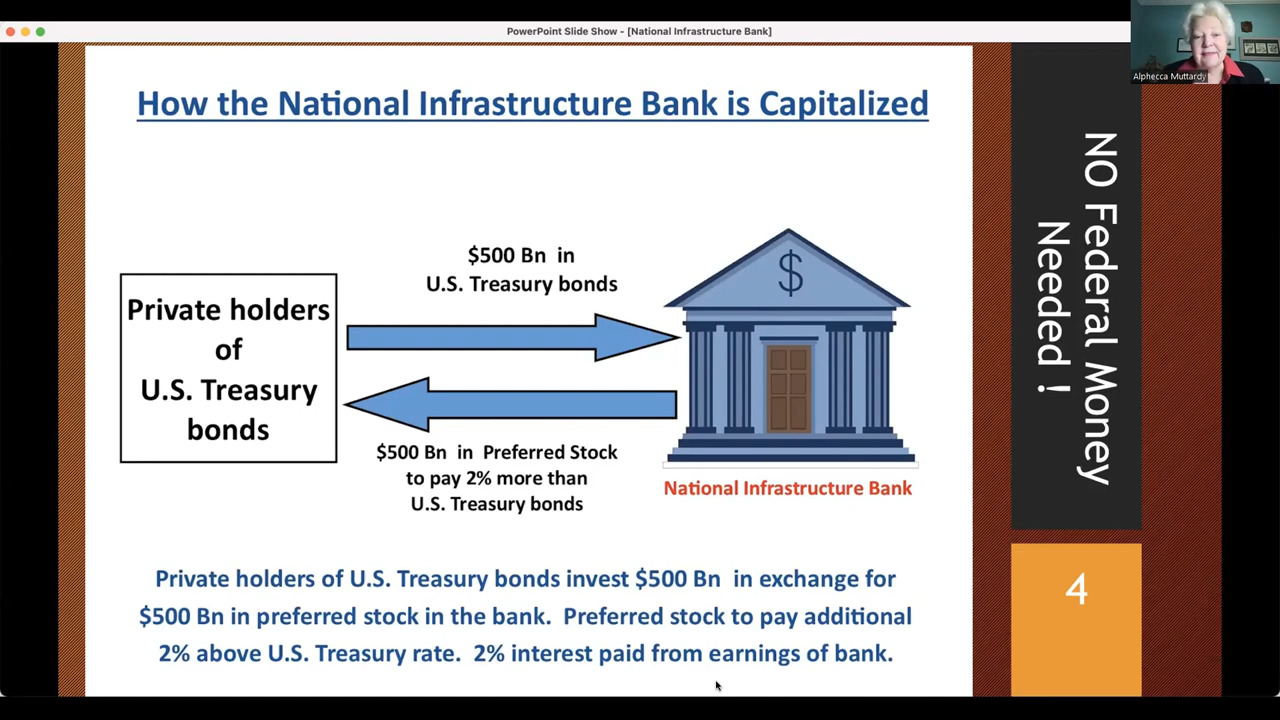 PowerPoint Slide Show - [National Infrastructure Bank]
Alphecca Muttardy
How the National Infrastructure Bank is Capitalized
$500 Bn in
U.S. Treasury bonds
$
Private holders
of
U.S. Treasury
bonds
$500 Bn in Preferred Stock
to pay 2% more than
U.S. Treasury bonds
National Infrastructure Bank
Private holders of U.S. Treasury bonds invest $500 Bn in exchange for
$500 Bn in preferred stock in the bank. Preferred stock to pay additional
2% above U.S. Treasury rate. 2% interest paid from earnings of bank.
NO Federal Money
Needed !
4